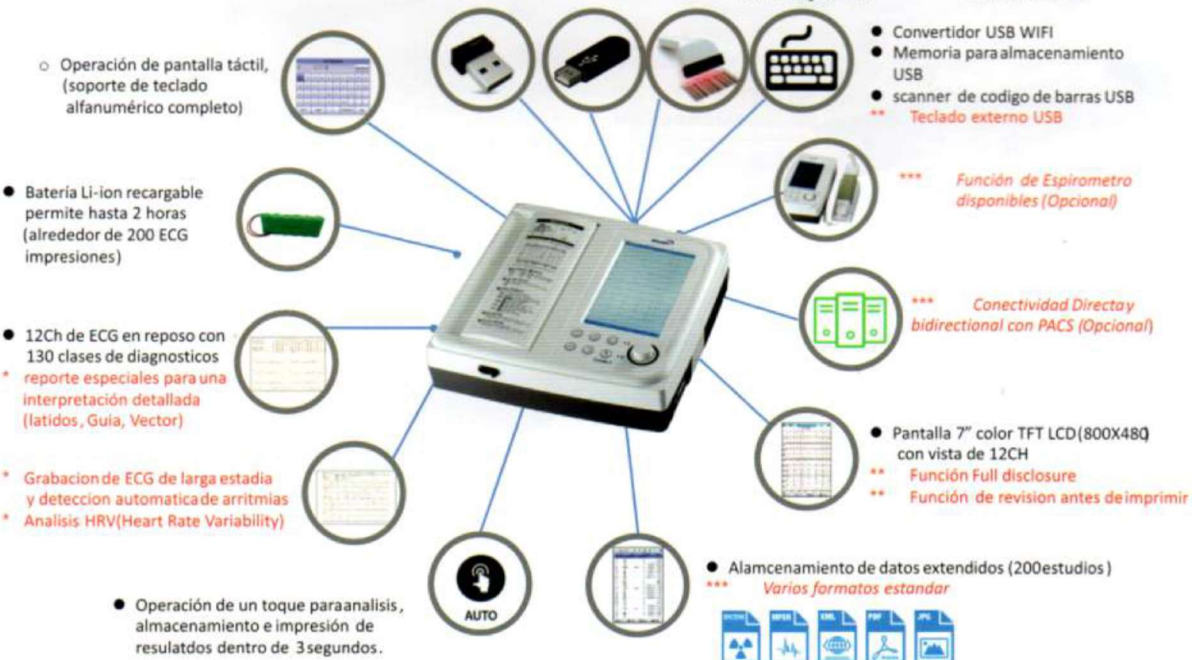 Operación de pantalla táctil,
(soporte de teclado
alfanumérico completo)
Convertidor USB WIFI
Memoria para almacenamiento
USB
scanner de codigo de barras USB
** Teclado externo USB
*** Función de Espirometro
disponibles (Opcional)
Batería Li-ion recargable
permite hasta 2 horas
(alrededor de 200 ECG
impresiones)
*** Conectividad Directa y
bidirectional con PACS (Opcional)
12Ch de ECG en reposo con
130 clases de diagnosticos
* reporte especiales para una
interpretación detallada
(latidos, Guia, Vector)
Pantalla 7” color TFT LCD(800X480)
con vista de 12CH
** Función Full disclosure
** Función de revision antes de imprimir
* Grabacion de ECG de larga estadia
y deteccion automatica de arritmias
* Analisis HRV(Heart Rate Variability)
AUTO
Alamcenamiento de datos extendidos (200 estudios)
*** Varios formatos estandar
Operación de un toque para analisis,
almacenamiento e impresión de
resulatdos dentro de 3 segundos.
DICOM
MFER
XML
PDF
JPG